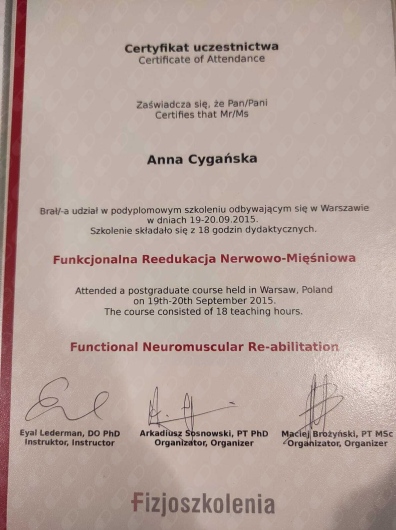 Certyfikat uczestnictwa
Certificate of Attendance
Zaświadcza się, że Pan/Pani
Certifies that Mr/Ms
Anna Cygańska
Brał/-a udział w podyplomowym szkoleniu odbywającym się w Warszawie
w dniach 19-20.09.2015.
Szkolenie składało się z 18 godzin dydaktycznych.
Funkcjonalna Reedukacja Nerwowo-Mięśniowa
Attended a postgraduate course held in Warsaw, Poland
on 19th-20th September 2015.
The course consisted of 18 teaching hours.
Functional Neuromuscular Re-abilitation
Eyal Lederman, DO PhD
Instruktor, Instructor
Arkadiusz Sosnowski, PT PhD
Organizator, Organizer
Maciej Brożyński, PT MSc
Organizator, Organizer
Fizjoszkolenia